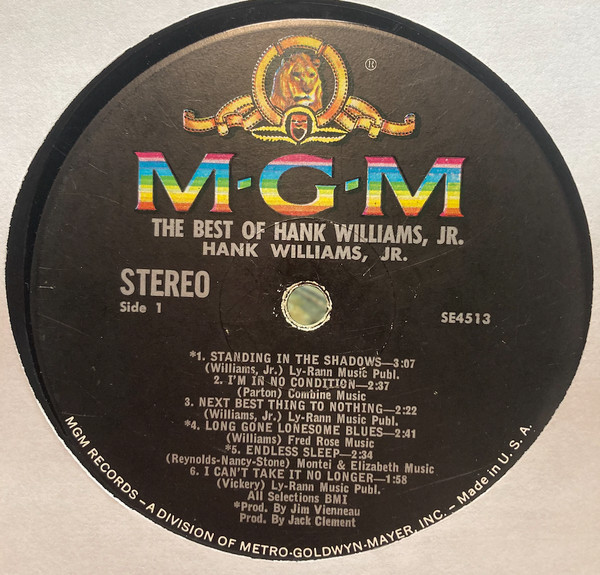 ®
M·G·M
THE BEST OF HANK WILLIAMS, JR.
HANK WILLIAMS, JR.
STEREO
Side 1
SE4513
*1. STANDING IN THE SHADOWS—3:07
(Williams, Jr.) Ly-Rann Music Publ.
2. I'M IN NO CONDITION—2:37
(Parton) Combine Music
3. NEXT BEST THING TO NOTHING—2:22
(Williams, Jr.) Ly-Rann Music Publ.
*4. LONG GONE LONESOME BLUES—2:41
(Williams) Fred Rose Music
*5. ENDLESS SLEEP—2:34
(Reynolds-Nancy-Stone) Montei & Elizabeth Music
6. I CAN'T TAKE IT NO LONGER—1:58
(Vickery) Ly-Rann Music Publ.
All Selections BMI
*Prod. By Jim Vienneau
Prod. By Jack Clement
MGM RECORDS – A DIVISION OF METRO-GOLDWYN-MAYER, INC. – Made in U. S. A.